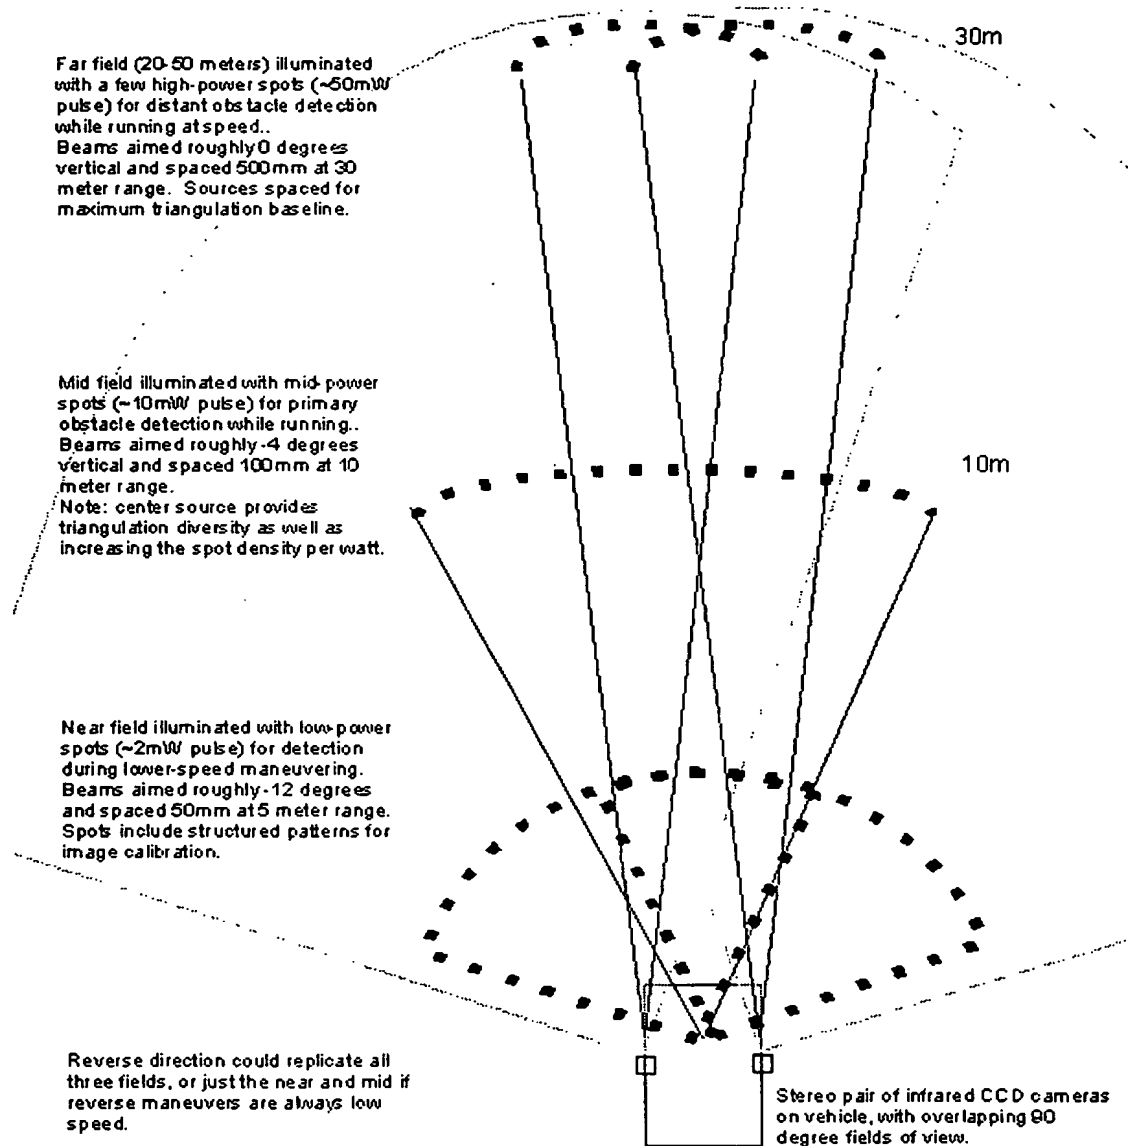 30m
Far field (20-50 meters) illuminated
with a few high-power spots (~50mW
pulse) for distant obstacle detection
while running at speed..
Beams aimed roughly 0 degrees
vertical and spaced 500mm at 30
meter range. Sources spaced for
maximum triangulation baseline.
Mid field illuminated with mid-power
spots (~10mW pulse) for primary
obstacle detection while running..
Beams aimed roughly -4 degrees
vertical and spaced 100mm at 10
meter range.
Note: center source provides
triangulation diversity as well as
increasing the spot density per watt.
10m
Near field illuminated with low-power
spots (~2mW pulse) for detection
during lower-speed maneuvering.
Beams aimed roughly -12 degrees
and spaced 50mm at 5 meter range.
Spots include structured patterns for
image calibration.
Reverse direction could replicate all
three fields, or just the near and mid if
reverse maneuvers are always low
speed.
Stereo pair of infrared CCD cameras
on vehicle, with overlapping 90
degree fields of view.